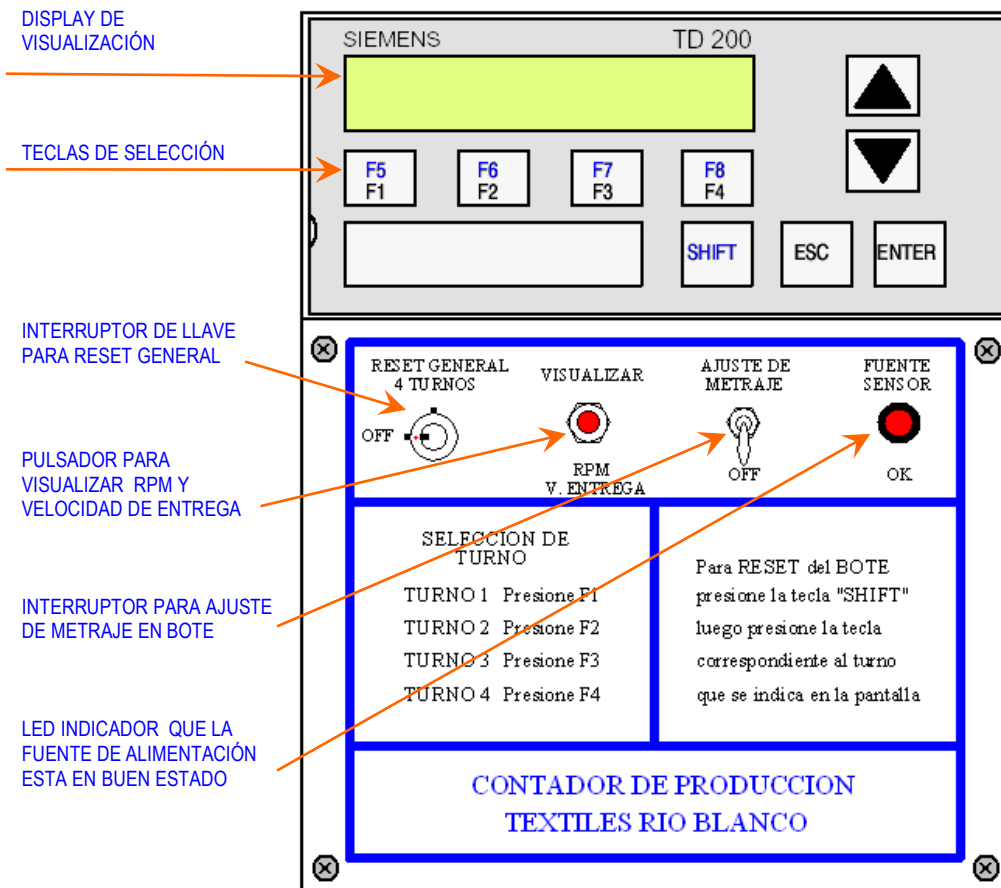 DISPLAY DE
VISUALIZACIÓN
SIEMENS TD 200
TECLAS DE SELECCIÓN
F5 F6 F7 F8
F1 F2 F3 F4
SHIFT ESC ENTER
INTERRUPTOR DE LLAVE
PARA RESET GENERAL
RESET GENERAL
4 TURNOS
OFF
VISUALIZAR
RPM
V. ENTREGA
AJUSTE DE
METRAJE
OFF
FUENTE
SENSOR
OK
PULSADOR PARA
VISUALIZAR RPM Y
VELOCIDAD DE ENTREGA
INTERRUPTOR PARA AJUSTE
DE METRAJE EN BOTE
LED INDICADOR QUE LA
FUENTE DE ALIMENTACIÓN
ESTA EN BUEN ESTADO
SELECCION DE
TURNO
TURNO 1 Presione F1
TURNO 2 Presione F2
TURNO 3 Presione F3
TURNO 4 Presione F4
Para RESET del BOTE
presione la tecla "SHIFT"
luego presione la tecla
correspondiente al turno
que se indica en la pantalla
CONTADOR DE PRODUCCION
TEXTILES RIO BLANCO